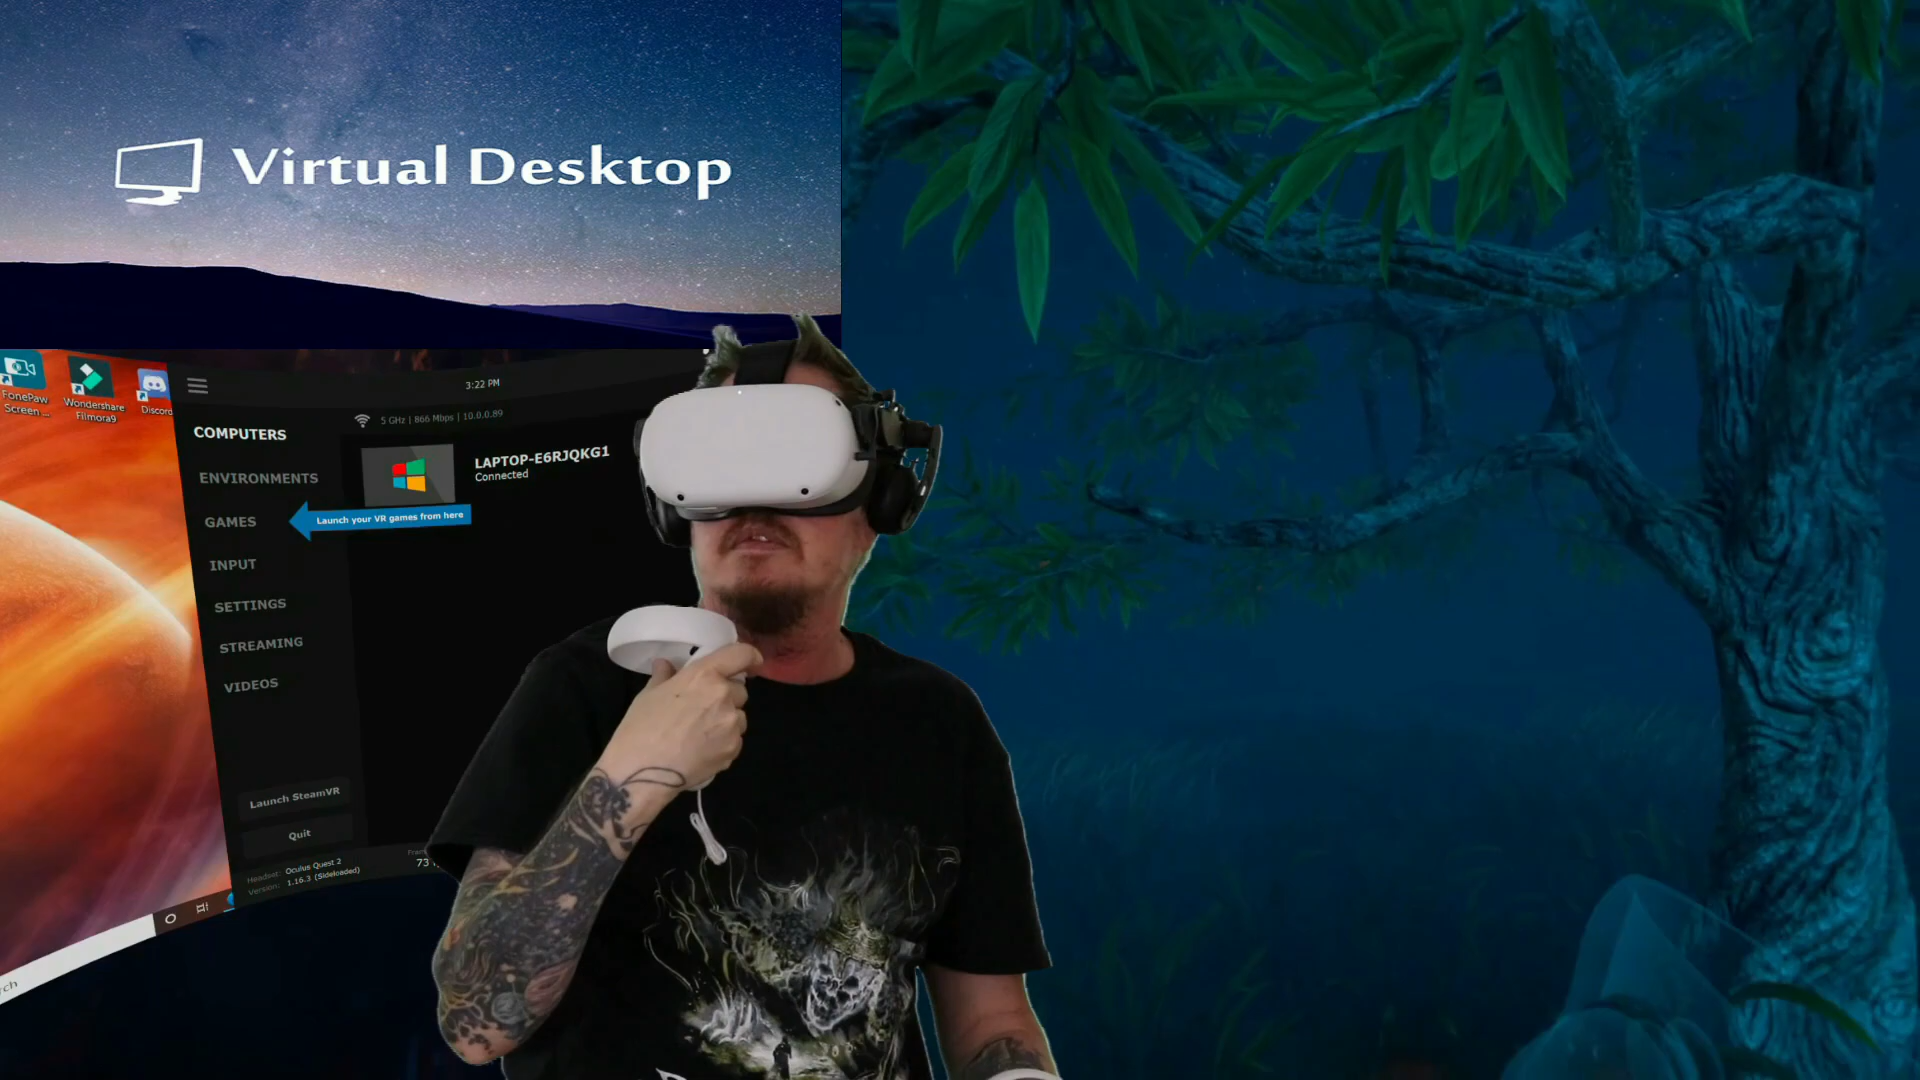 Virtual Desktop
FonePaw
Screen ...
Wondershare
Filmora9
Discord
3:22 PM
5 GHz | 866 Mbps | 10.0.0.89
COMPUTERS
LAPTOP-E6RJQKG1
Connected
ENVIRONMENTS
GAMES
Launch your VR games from here
INPUT
SETTINGS
STREAMING
VIDEOS
Launch SteamVR
Quit
Headset: Oculus Quest 2
Version: 1.16.3 (Sideloaded)
73